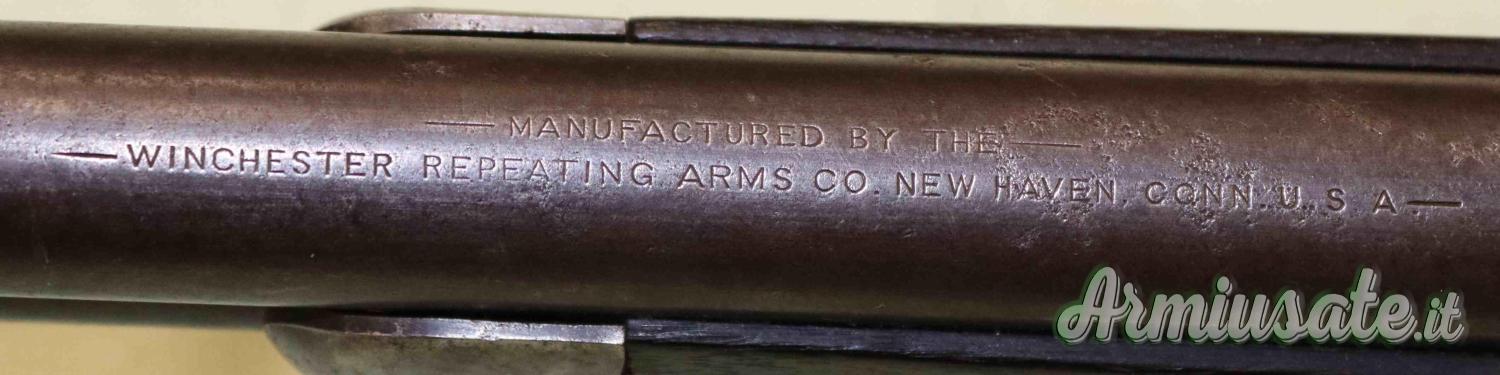 — MANUFACTURED BY THE —
— WINCHESTER REPEATING ARMS CO. NEW HAVEN, CONN. U.S.A. —
Armiusate.it